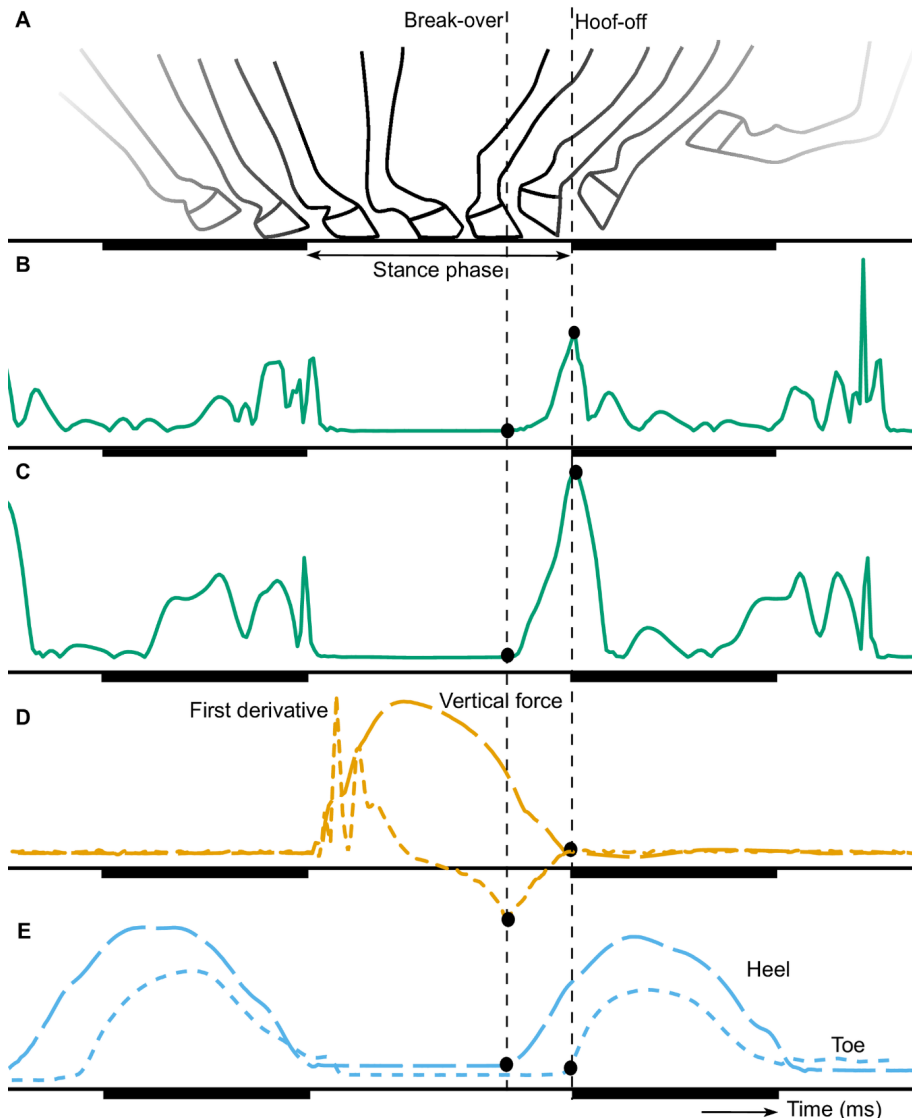 A
Break-over
Hoof-off
Stance phase
B
C
D
First derivative
Vertical force
E
Heel
Toe
Time (ms)